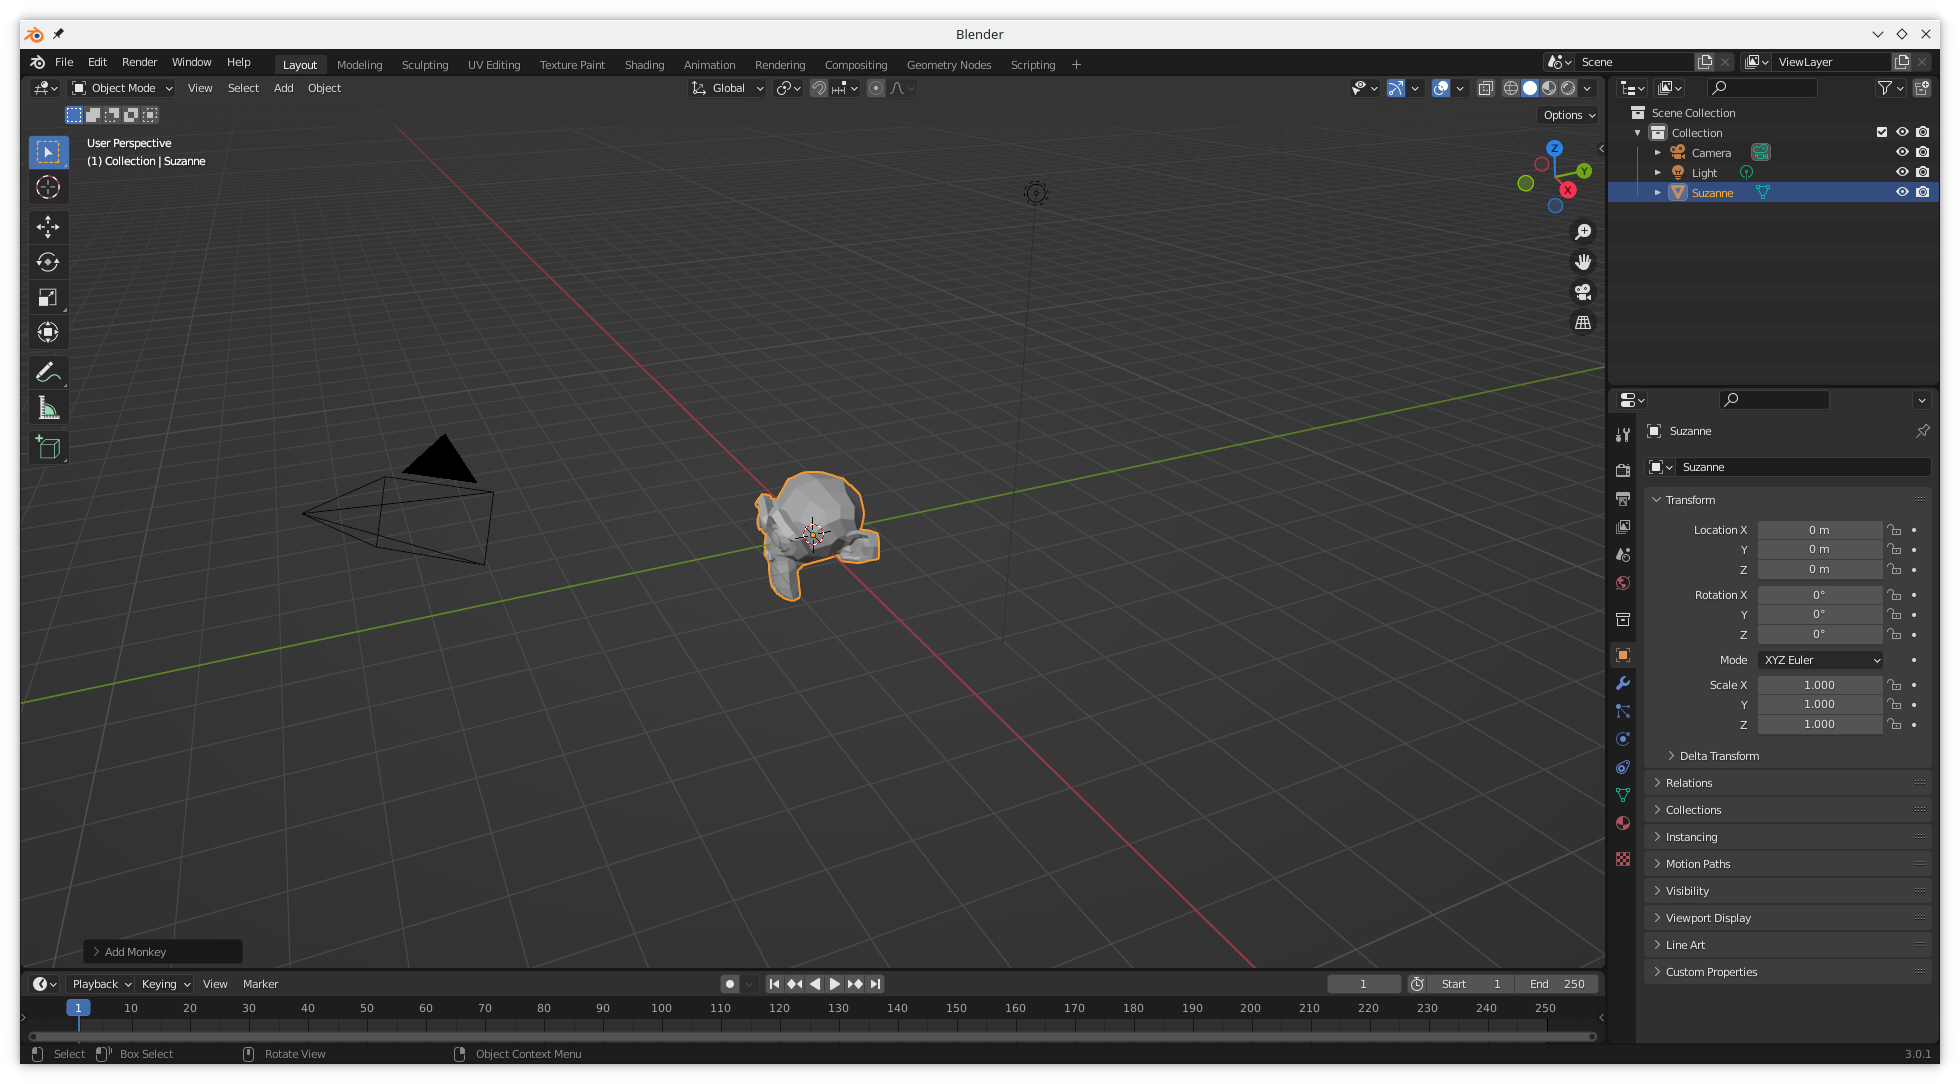 Blender
File Edit Render Window Help Layout Modeling Sculpting UV Editing Texture Paint Shading Animation Rendering Compositing Geometry Nodes Scripting + Scene ViewLayer
Object Mode View Select Add Object Global
Options
User Perspective
(1) Collection | Suzanne
Z
Y
X
Scene Collection
Collection
Camera
Light
Suzanne
Suzanne
Suzanne
Transform
Location X 0 m
Y 0 m
Z 0 m
Rotation X 0°
Y 0°
Z 0°
Mode XYZ Euler
Scale X 1.000
Y 1.000
Z 1.000
Delta Transform
Relations
Collections
Instancing
Motion Paths
Visibility
Viewport Display
Line Art
Custom Properties
Add Monkey
Playback Keying View Marker 1 Start 1 End 250
1 10 20 30 40 50 60 70 80 90 100 110 120 130 140 150 160 170 180 190 200 210 220 230 240 250
Select Box Select Rotate View Object Context Menu 3.0.1